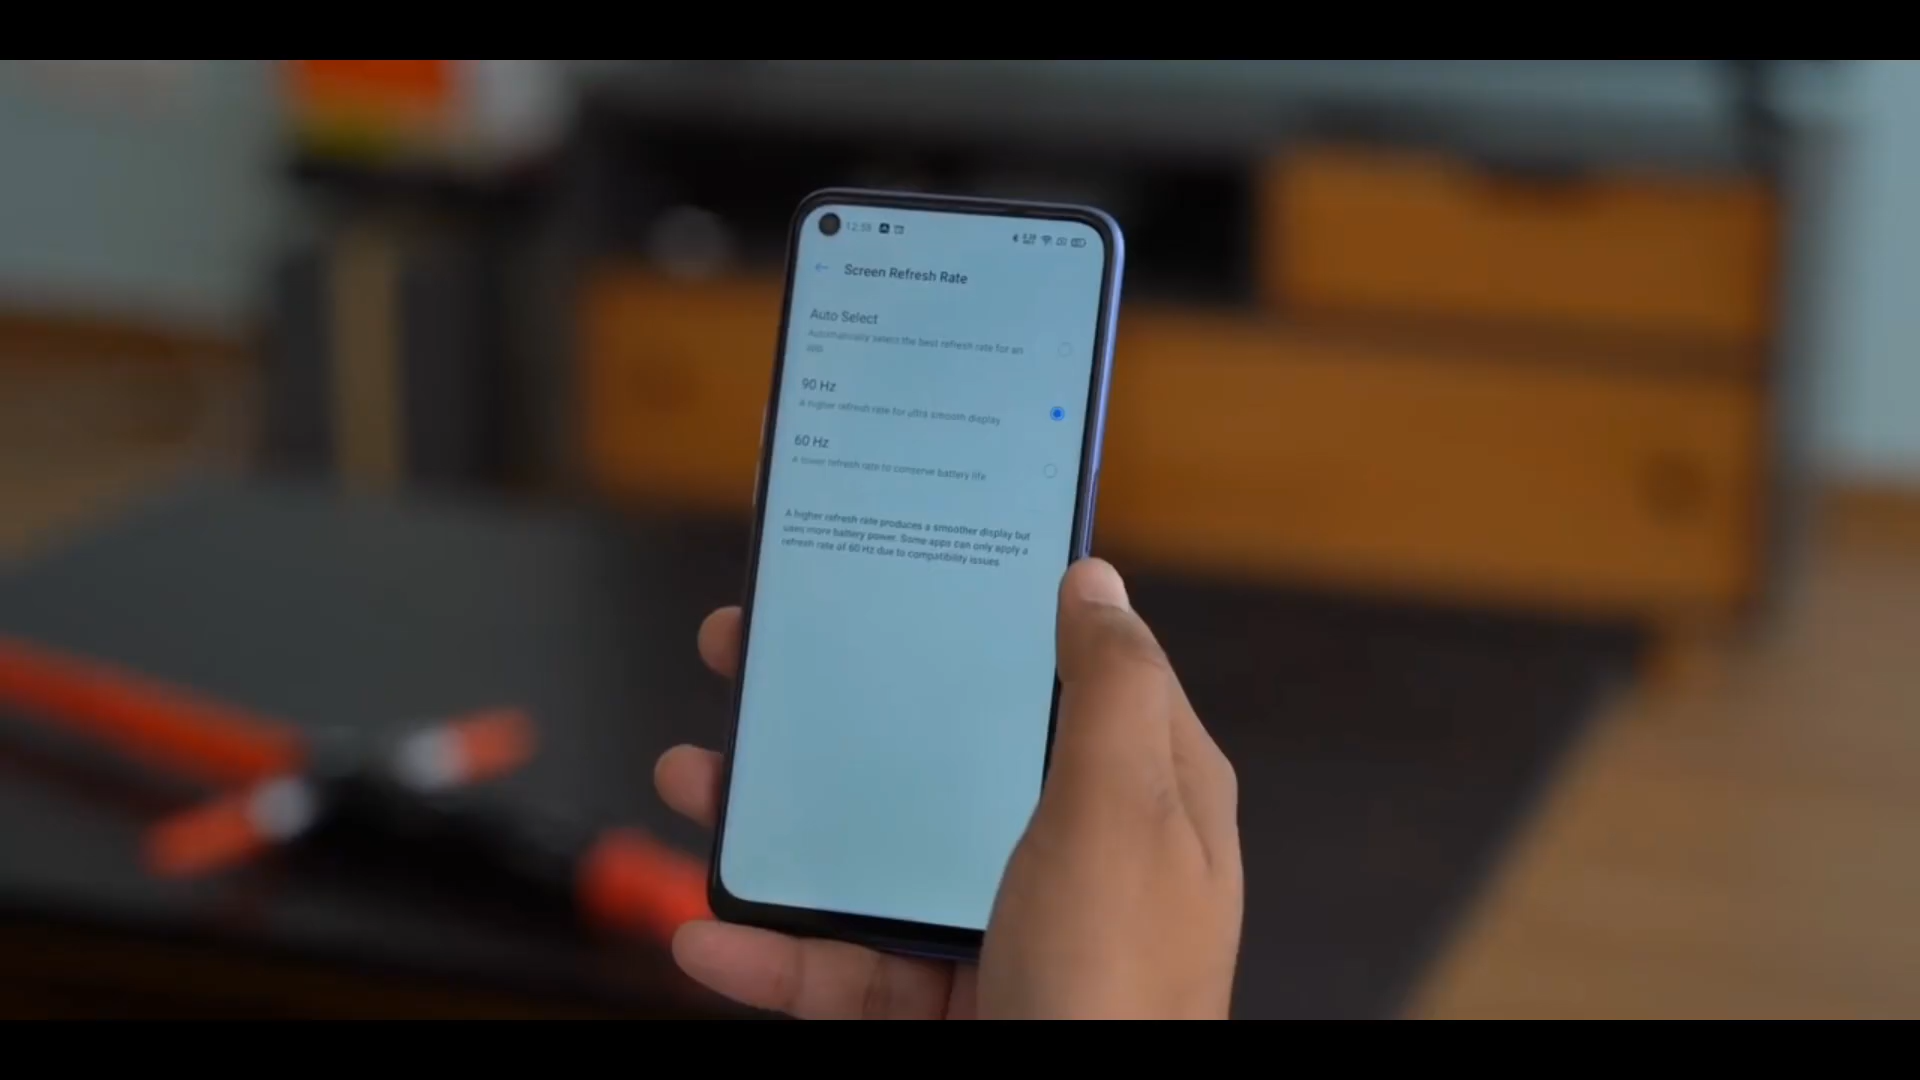 12.58
Screen Refresh Rate
Auto Select
Automatically select the best refresh rate for an
app
90 Hz
A higher refresh rate for ultra smooth display
60 Hz
A lower refresh rate to conserve battery life
A higher refresh rate produces a smoother display but
uses more battery power. Some apps can only apply a
refresh rate of 60 Hz due to compatibility issues.